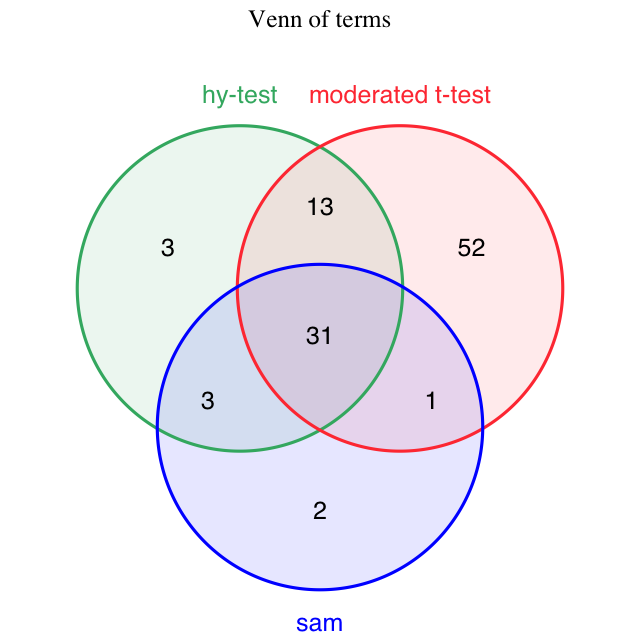 Venn of terms
hy-test
moderated t-test
13
3
52
31
3
1
2
sam